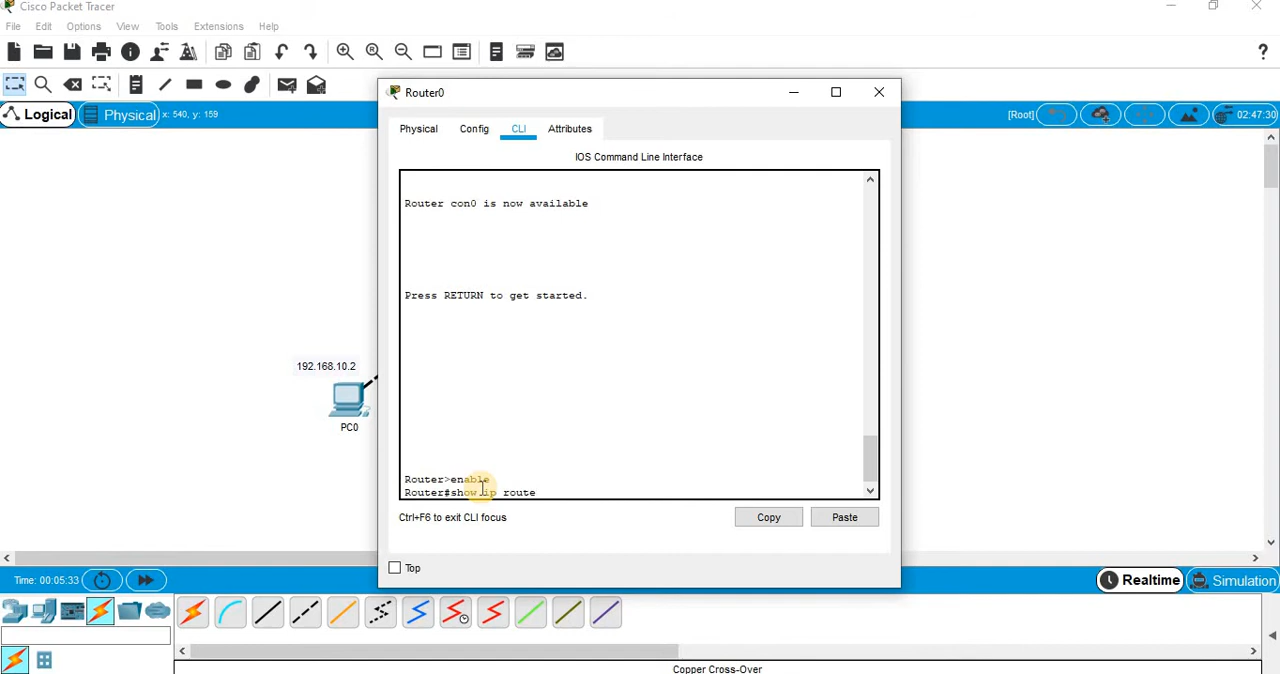 Cisco Packet Tracer
File Edit Options View Tools Extensions Help
?
Logical Physical x: 540, y: 159 [Root] 02:47:30
Router0
Physical Config CLI Attributes
IOS Command Line Interface
Router con0 is now available
Press RETURN to get started.
192.168.10.2
PC0
Router>enable
Router#show ip route
Ctrl+F6 to exit CLI focus Copy Paste
Top
Time: 00:05:33 Realtime Simulation
Copper Cross-Over